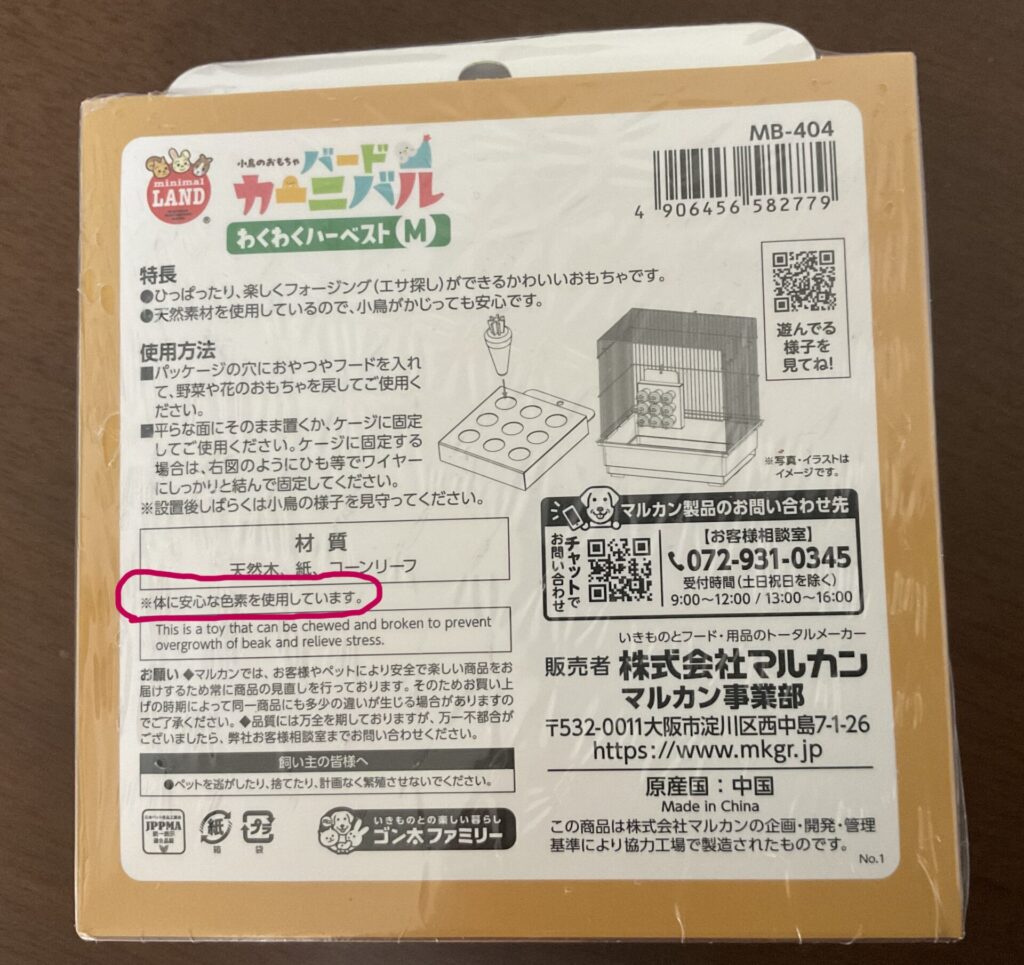 MB-404
4 906456 582779
minimal
LAND
®
小鳥のおもちゃ
バード
カーニバル
わくわくハーベスト(M)
遊んでる
様子を
見てね!
特長
●ひっぱったり、楽しくフォージング(エサ探し)ができるかわいいおもちゃです。
●天然素材を使用しているので、小鳥がかじっても安心です。
使用方法
■パッケージの穴におやつやフードを入れ
て、野菜や花のおもちゃを戻してご使用く
ださい。
■平らな面にそのまま置くか、ケージに固定
してご使用ください。ケージに固定する
場合は、右図のようにひも等でワイヤー
にしっかりと結んで固定してください。
※設置後しばらくは小鳥の様子を見守ってください。
※写真・イラストは
イメージです。
材質
天然木、紙、コーンリーフ
※体に安心な色素を使用しています。
This is a toy that can be chewed and broken to prevent
overgrowth of beak and relieve stress.
お願い ◆マルカンでは、お客様やペットにより安全で楽しい商品をお
届けするため常に商品の見直しを行っております。そのためお買い上
げの時期によって同一商品にも多少の違いが生じる場合がありますの
でご了承ください。◆品質には万全を期しておりますが、万一不都合が
ございましたら、弊社お客様相談室までお問い合わせください。
飼い主の皆様へ
●ペットを逃がしたり、捨てたり、計画なく繁殖させないでください。
JPPMA
紙
箱
プラ
袋
いきものとの楽しい暮らし
ゴン太ファミリー
マルカン製品のお問い合わせ先
チャットで
お問い合わせ
【お客様相談室】
072-931-0345
受付時間(土日祝日を除く)
9:00〜12:00 / 13:00〜16:00
いきものとフード・用品のトータルメーカー
販売者 株式会社マルカン
マルカン事業部
〒532-0011大阪市淀川区西中島7-1-26
https://www.mkgr.jp
原産国:中国
Made in China
この商品は株式会社マルカンの企画・開発・管理
基準により協力工場で製造されたものです。
No.1